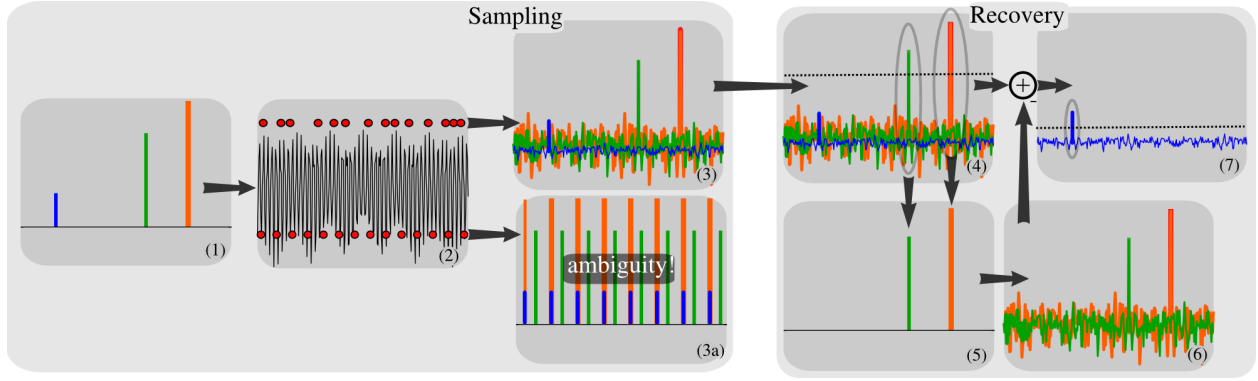 Sampling
(1)
(2)
(3)
ambiguity!
(3a)
Recovery
(4)
+
-
(7)
(5)
(6)